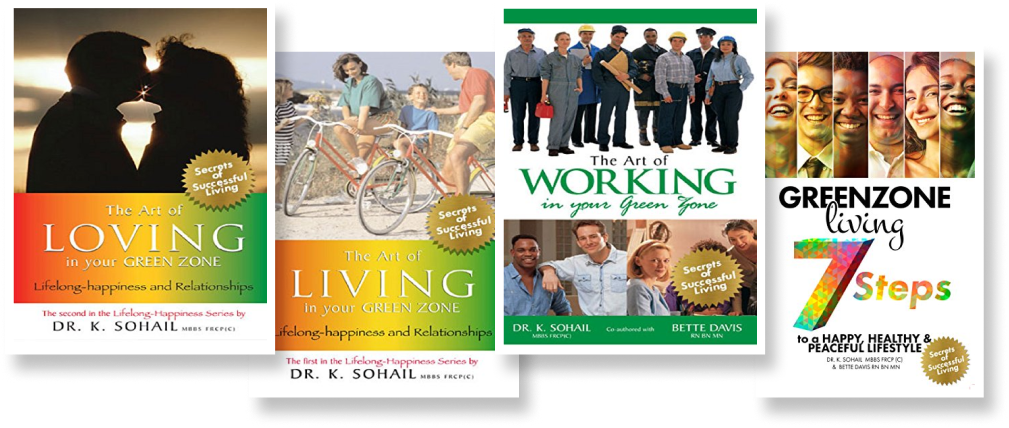 Secrets
of
Successful
Living
The Art of
LOVING
in your GREEN ZONE
Lifelong-happiness and Relationships
The second in the Lifelong-Happiness Series by
DR. K. SOHAIL MBBS FRCP(C)
Secrets
of
Successful
Living
The Art of
LIVING
in your GREEN ZONE
Lifelong-happiness and Relationships
The first in the Lifelong-Happiness Series by
DR. K. SOHAIL MBBS FRCP(C)
The Art of
WORKING
in your Green Zone
Secrets
of
Successful
Living
DR. K. SOHAIL Co-authored with BETTE DAVIS
MBBS FRCP(C) RN BN MN
GREENZONE
living
7 Steps
to a HAPPY, HEALTHY &
PEACEFUL LIFESTYLE
DR. K. SOHAIL MBBS FRCP (C)
& BETTE DAVIS RN BN MN
Secrets
of
Successful
Living